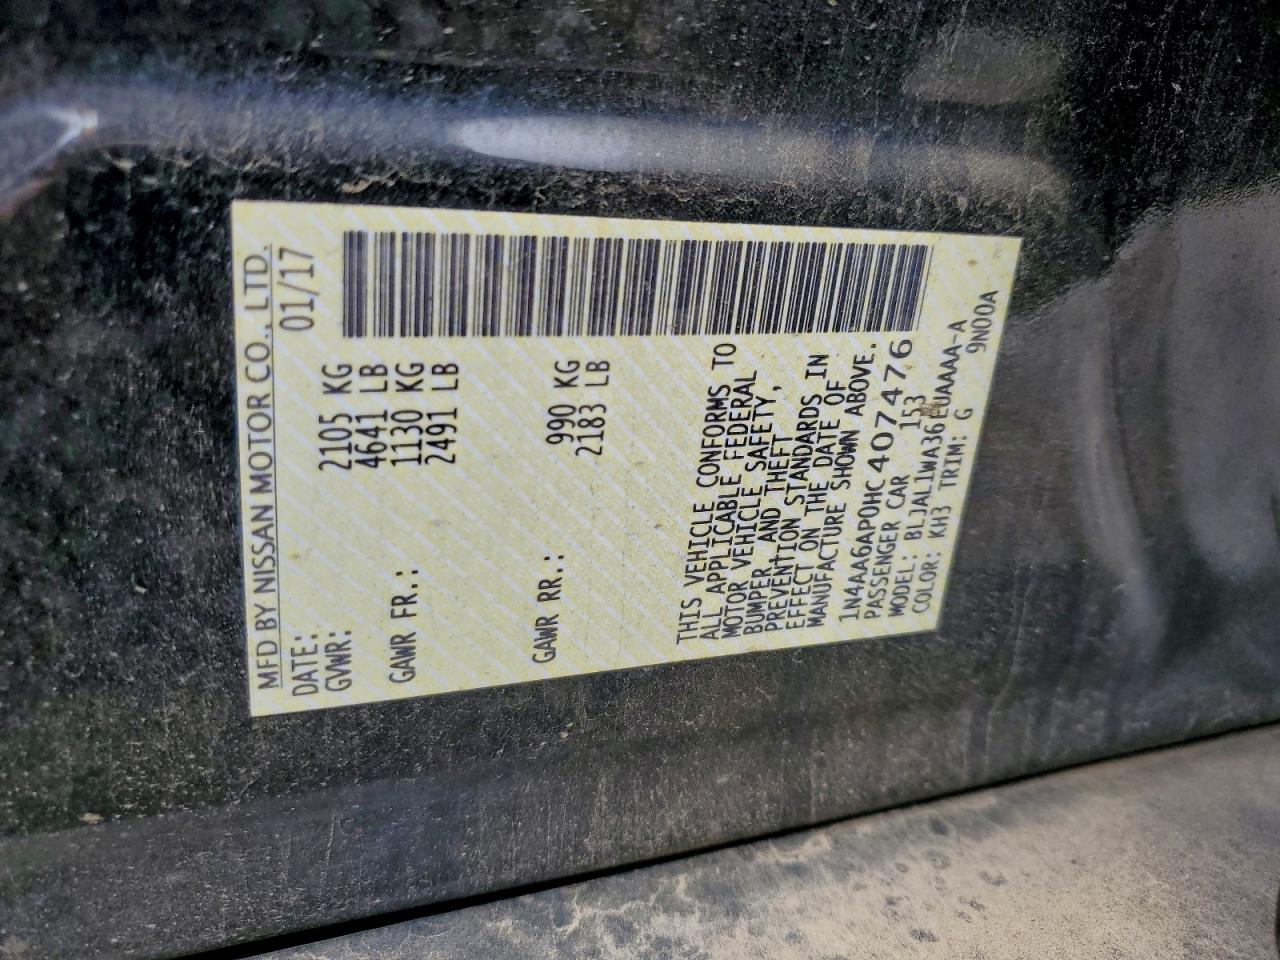 MFD BY NISSAN MOTOR CO., LTD.
DATE: 01/17
GVWR: 2105 KG
4641 LB
GAWR FR.: 1130 KG
2491 LB
GAWR RR.: 990 KG
2183 LB
THIS VEHICLE CONFORMS TO
ALL APPLICABLE FEDERAL
MOTOR VEHICLE SAFETY,
BUMPER, AND THEFT
PREVENTION STANDARDS IN
EFFECT ON THE DATE OF
MANUFACTURE SHOWN ABOVE.
1N4AA6AP0HC407476
PASSENGER CAR 153
MODEL: BLJAL1WA36EUAAAA-A
COLOR: KH3 TRIM: G 9N00A